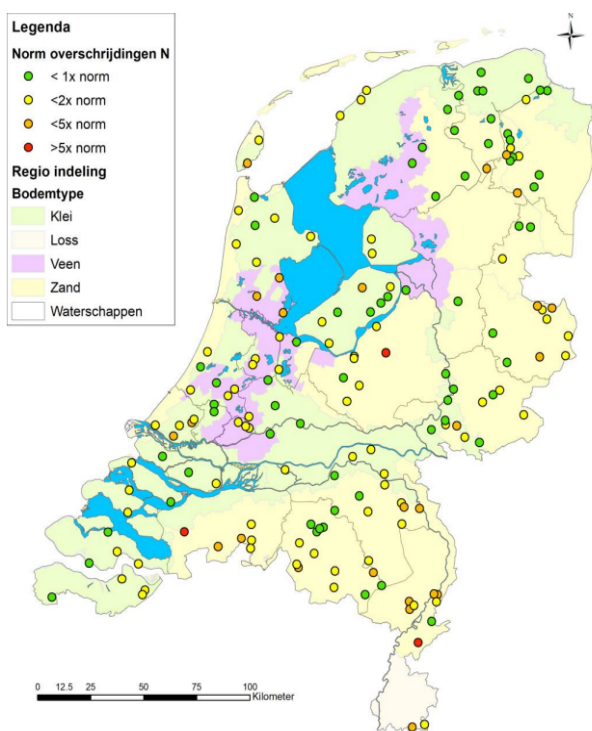 N
Legenda
Norm overschrijdingen N
< 1x norm
<2x norm
<5x norm
>5x norm
Regio indeling
Bodemtype
Klei
Loss
Veen
Zand
Waterschappen
0 12.5 25 50 75 100
Kilometer